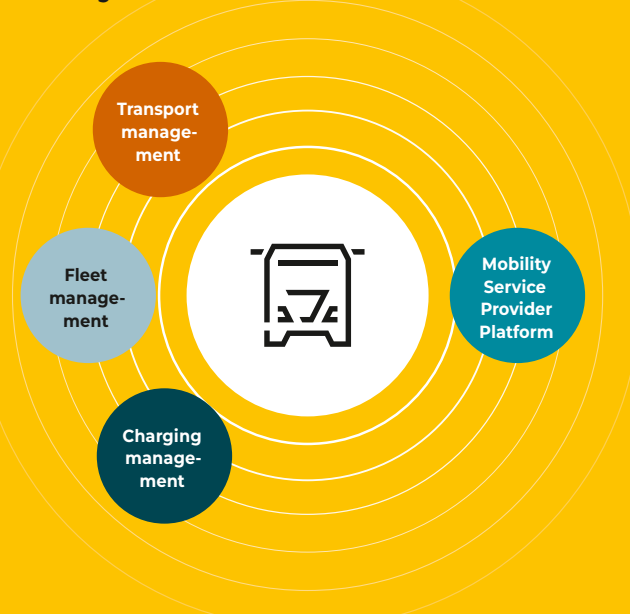 Transport
manage-
ment
Fleet
manage-
ment
Charging
manage-
ment
Mobility
Service
Provider
Platform